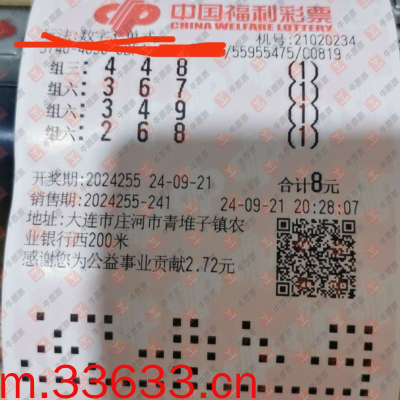 中国福利彩票
CHINA WELFARE LOTTERY
机号:21020234
/55955475/C0819
组三: 4 4 8 (1)
组六: 3 6 7 (1)
组六: 3 4 9 (1)
组六: 2 6 8 (1)
开奖期:2024255 24-09-21 合计8元
销售期:2024255-241 24-09-21 20:28:07
地址:大连市庄河市青堆子镇农
业银行西200米
感谢您为公益事业贡献2.72元
m.33633.cn